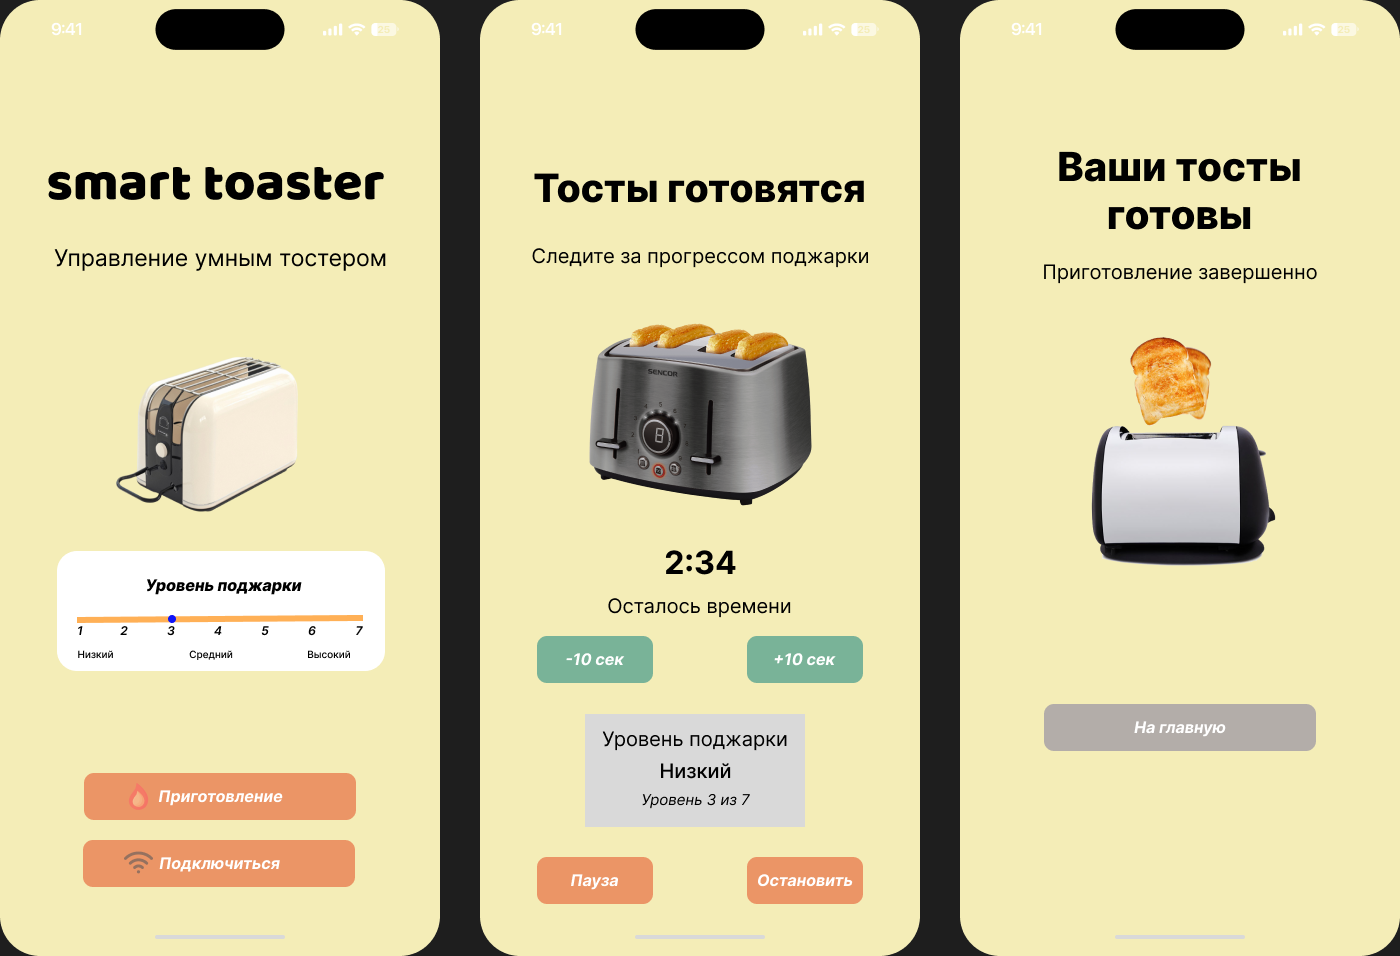 9:41
smart toaster
Управление умным тостером
Уровень поджарки
1 2 3 4 5 6 7
Низкий Средний Высокий
Приготовление
Подключиться
9:41
Тосты готовятся
Следите за прогрессом поджарки
SENCOR
2:34
Осталось времени
-10 сек +10 сек
Уровень поджарки
Низкий
Уровень 3 из 7
Пауза Остановить
9:41
Ваши тосты
готовы
Приготовление завершенно
На главную